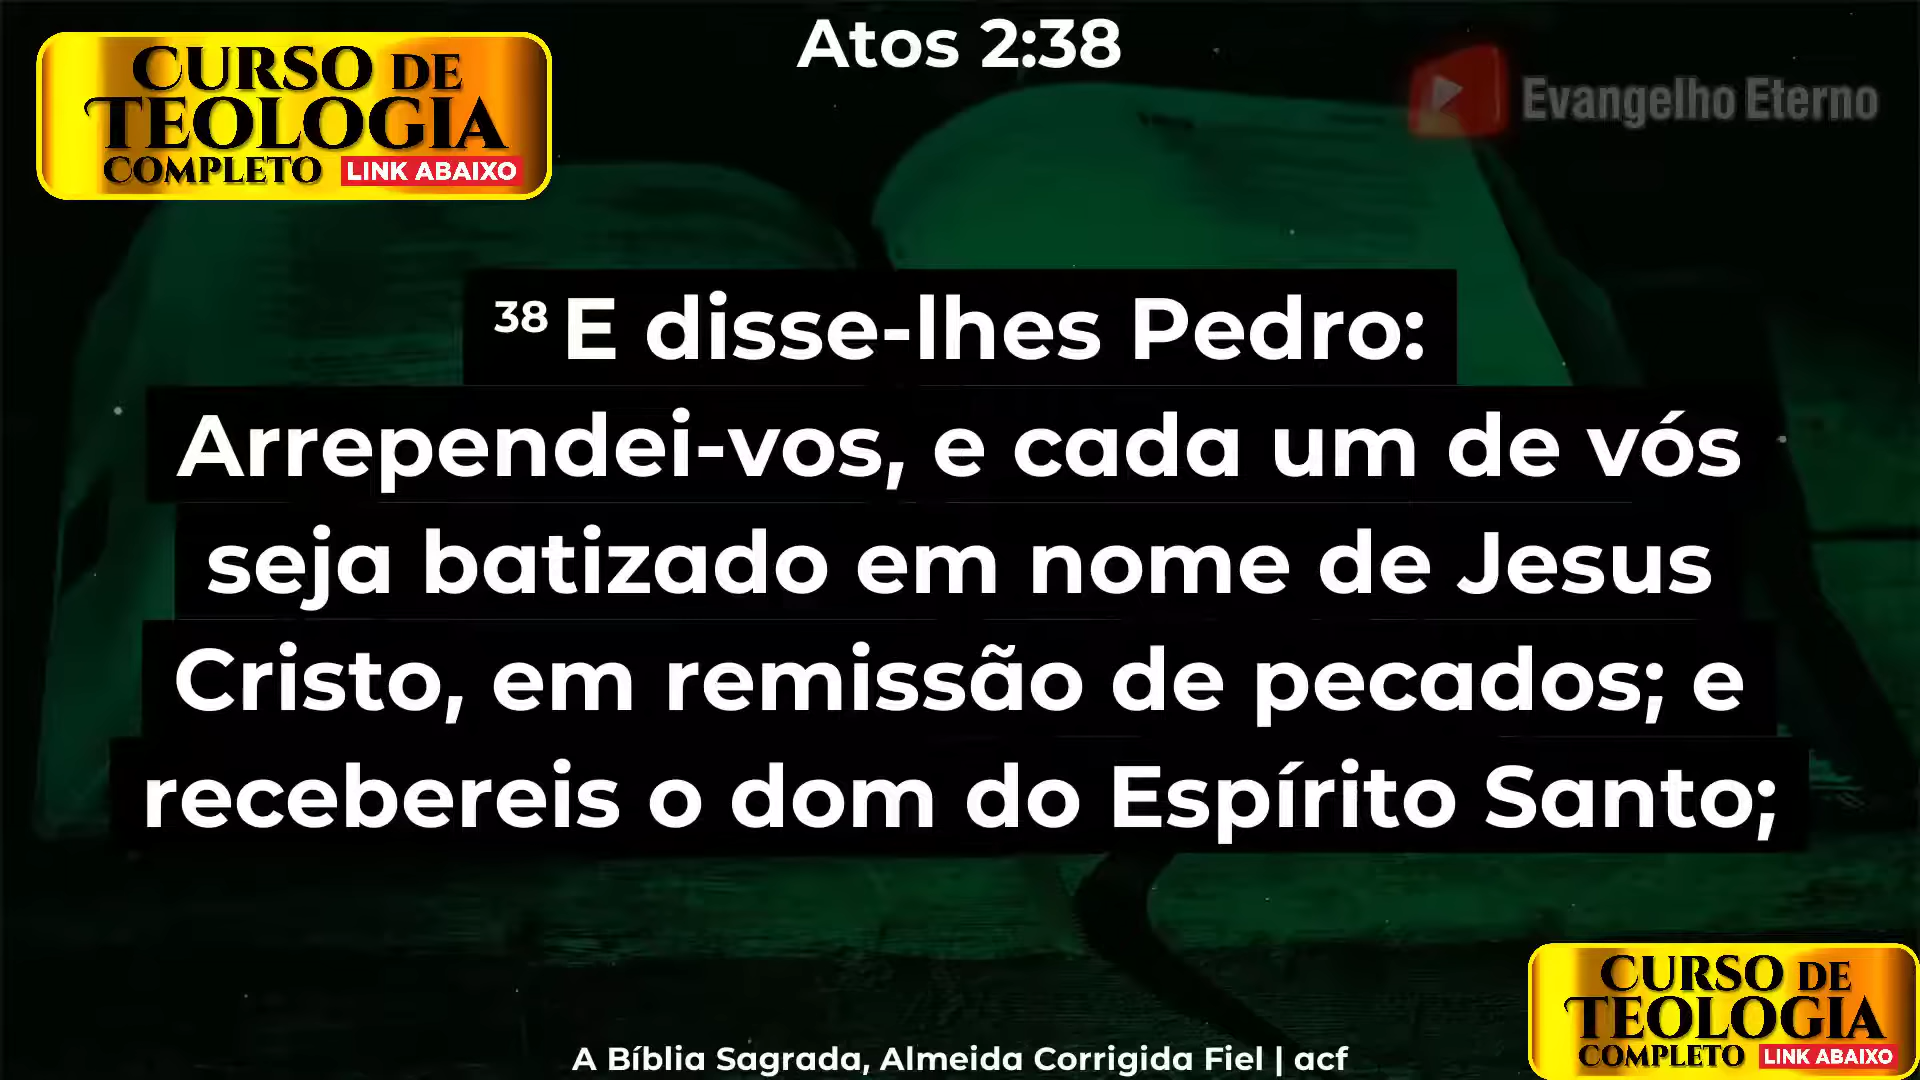 Atos 2:38
CURSO DE
TEOLOGIA
COMPLETO LINK ABAIXO
Evangelho Eterno
38 E disse-lhes Pedro:
Arrependei-vos, e cada um de vós
seja batizado em nome de Jesus
Cristo, em remissão de pecados; e
recebereis o dom do Espírito Santo;
A Bíblia Sagrada, Almeida Corrigida Fiel | acf
CURSO DE
TEOLOGIA
COMPLETO LINK ABAIXO